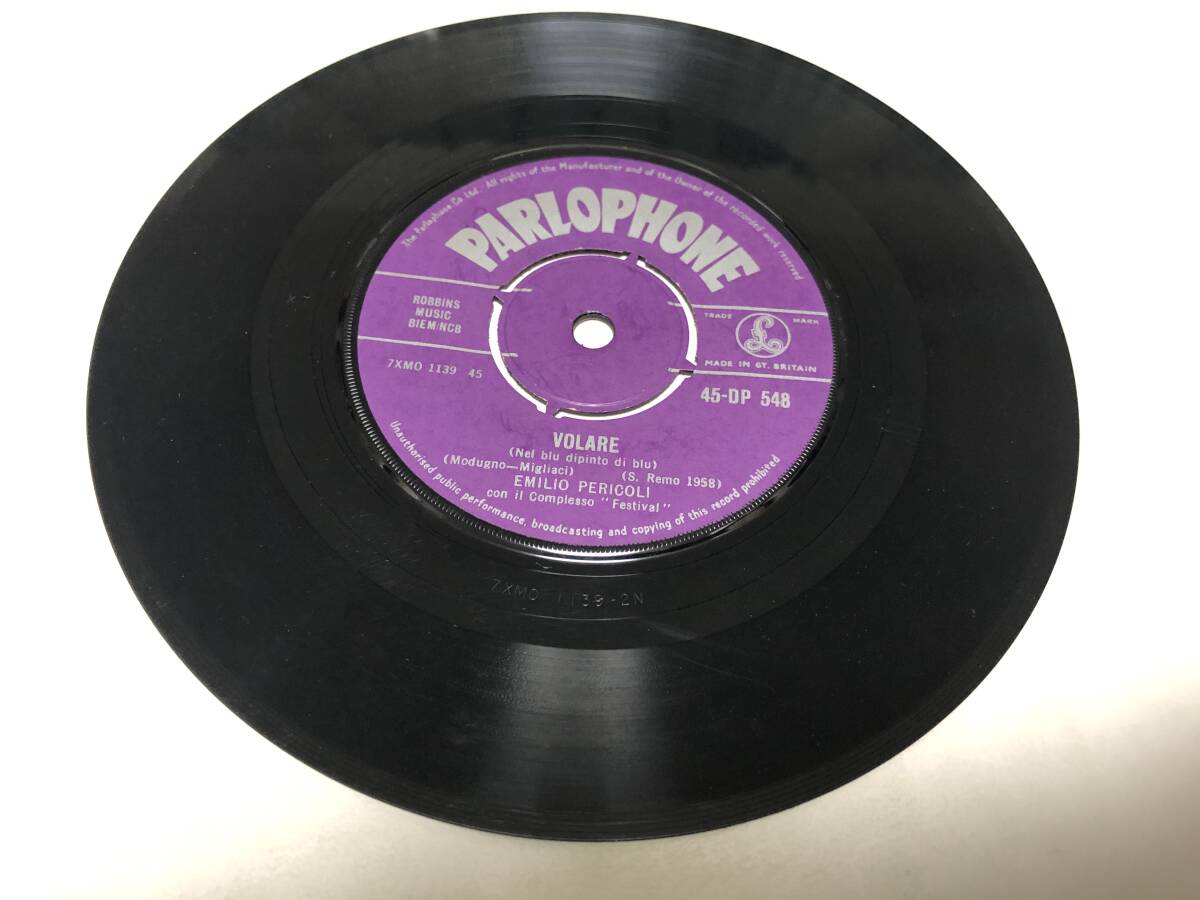 The Parlophone Co Ltd. All rights of the Manufacturer and of the Owner of the recorded work reserved
PARLOPHONE
ROBBINS
MUSIC
BIEM/NCB
TRADE MARK
£
MADE IN GT. BRITAIN
7XMO 1139 45
45-DP 548
VOLARE
(Nel blu dipinto di blu)
(Modugno—Migliaci) (S. Remo 1958)
EMILIO PERICOLI
con il Complesso "Festival"
Unauthorised public performance, broadcasting and copying of this record prohibited
7XMO 1139-2N